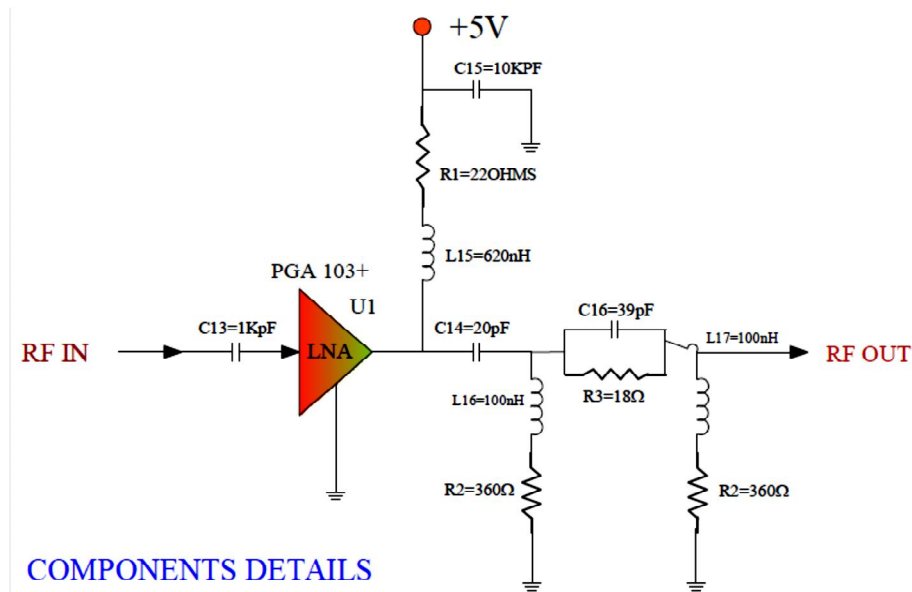 +5V
C15=10KPF
R1=22OHMS
L15=620nH
PGA 103+
U1
C13=1KpF
C14=20pF
C16=39pF
L17=100nH
RF IN
LNA
RF OUT
R3=18Ω
L16=100nH
R2=360Ω
R2=360Ω
COMPONENTS DETAILS